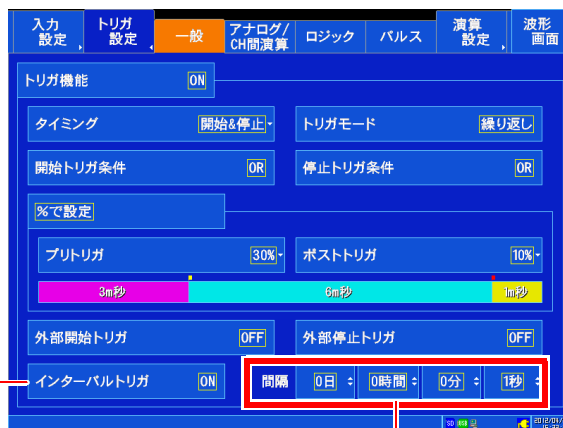 入力 設定
トリガ 設定
一般
アナログ/ CH間演算
ロジック
パルス
演算 設定
波形 画面
トリガ機能 ON
タイミング 開始&停止
トリガモード 繰り返し
開始トリガ条件 OR
停止トリガ条件 OR
%で設定
プリトリガ 30%
ポストトリガ 10%
3m秒 6m秒 1m秒
外部開始トリガ OFF
外部停止トリガ OFF
インターバルトリガ ON
間隔 0日 0時間 0分 1秒
SD